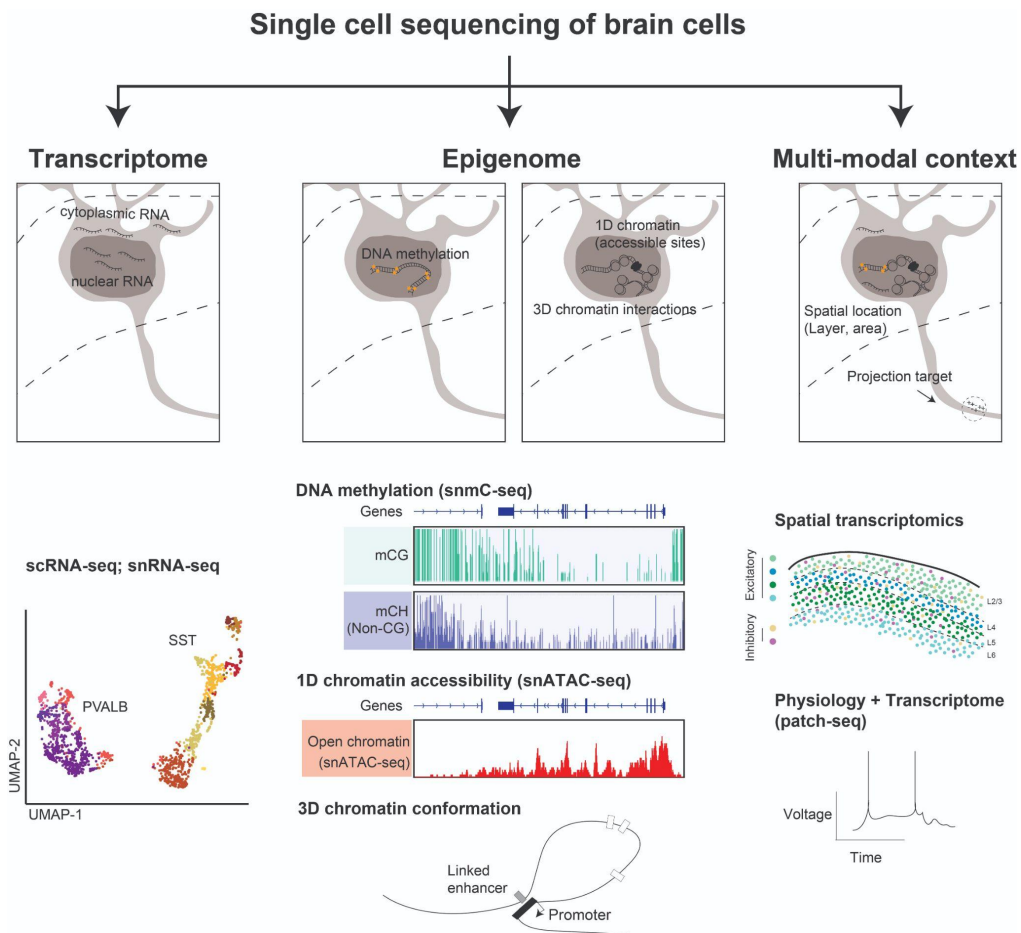 Single cell sequencing of brain cells
Transcriptome
Epigenome
Multi-modal context
cytoplasmic RNA
nuclear RNA
DNA methylation
1D chromatin
(accessible sites)
3D chromatin interactions
Spatial location
(Layer, area)
Projection target
scRNA-seq; snRNA-seq
SST
PVALB
UMAP-2
UMAP-1
DNA methylation (snmC-seq)
Genes
mCG
mCH
(Non-CG)
1D chromatin accessibility (snATAC-seq)
Genes
Open chromatin
(snATAC-seq)
3D chromatin conformation
Linked
enhancer
Promoter
Spatial transcriptomics
Excitatory
Inhibitory
L2/3
L4
L5
L6
Physiology + Transcriptome
(patch-seq)
Voltage
Time